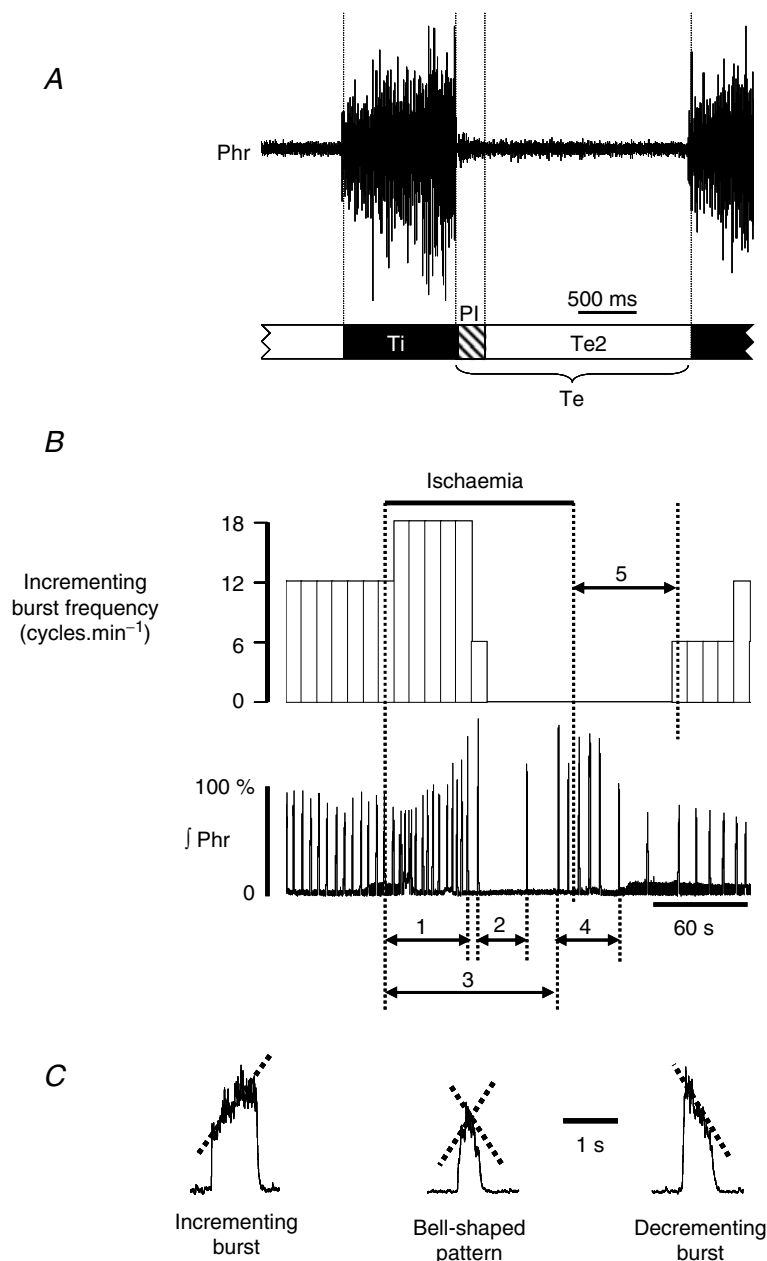 A
Phr
500 ms
PI
Ti
Te2
Te
B
Ischaemia
18
12
6
0
Incrementing
burst frequency
(cycles.min⁻¹)
5
100 %
∫ Phr
0
60 s
1
2
4
3
C
1 s
Incrementing
burst
Bell-shaped
pattern
Decrementing
burst